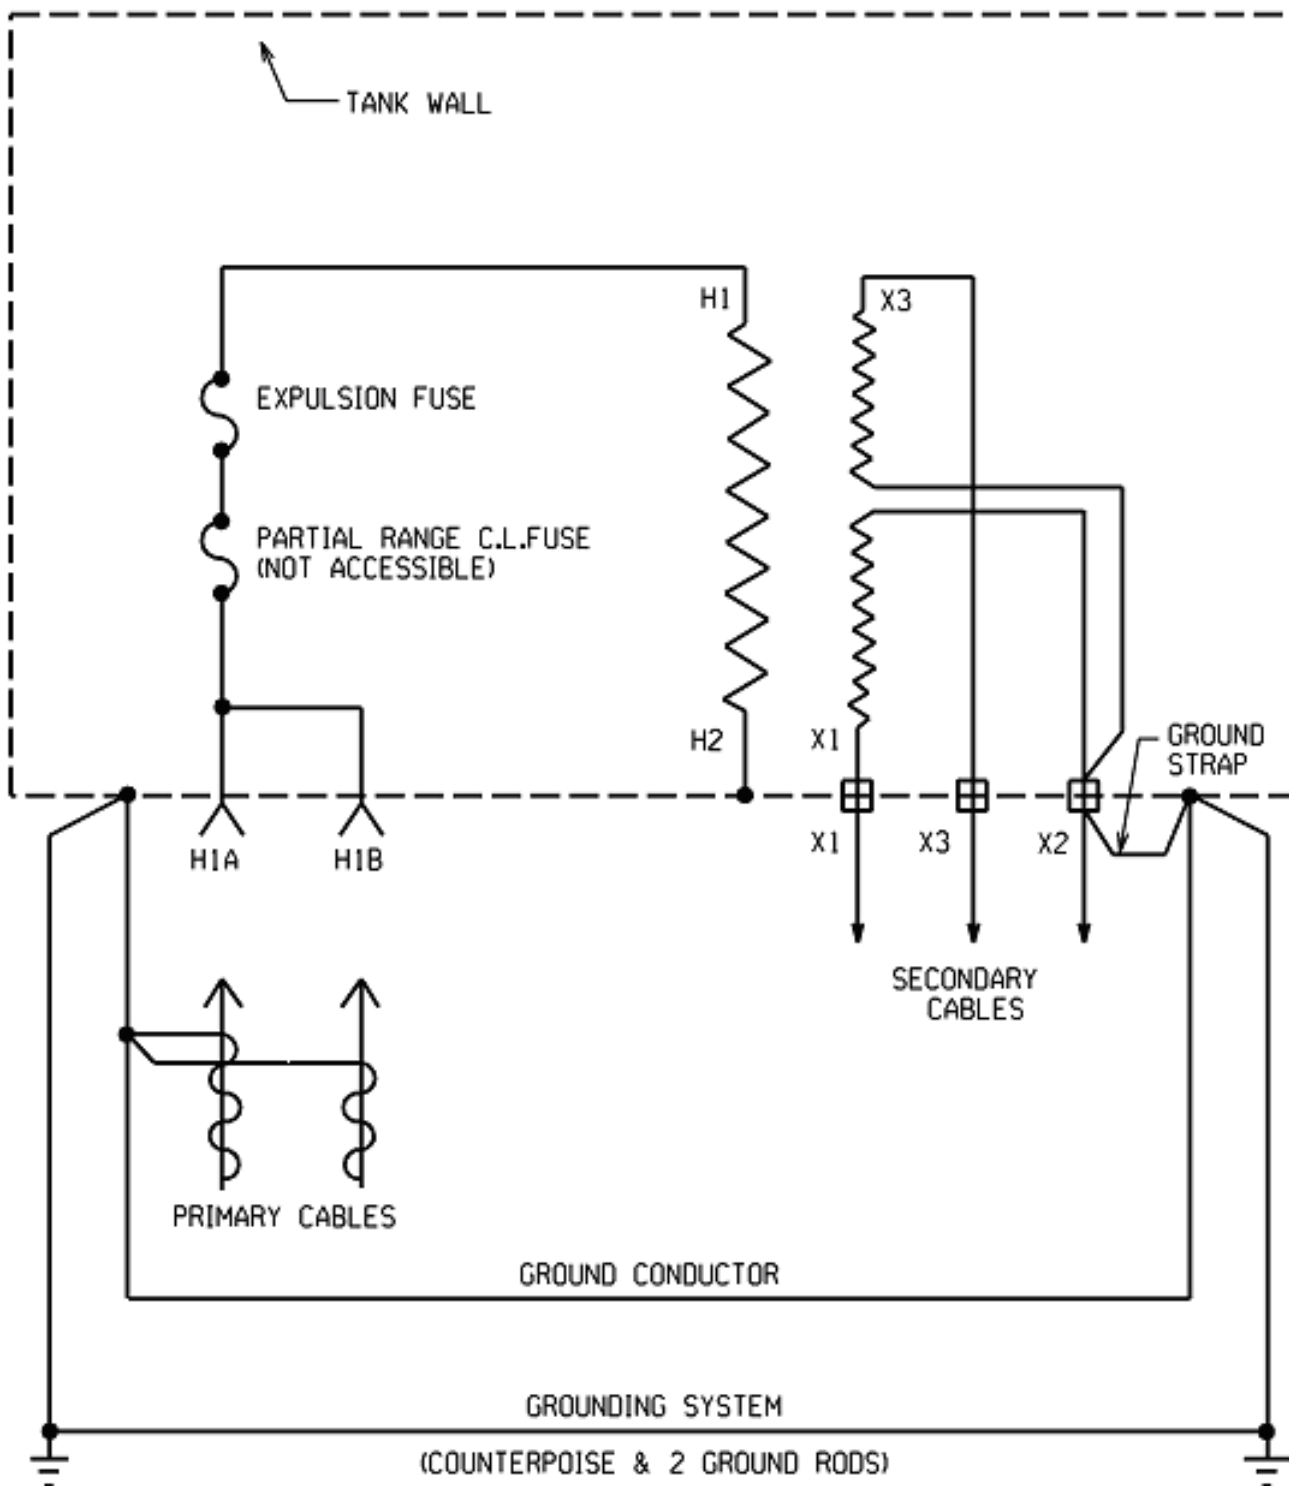 TANK WALL
H1
X3
EXPULSION FUSE
PARTIAL RANGE C.L.FUSE
(NOT ACCESSIBLE)
H2
X1
GROUND
STRAP
H1A
H1B
X1
X3
X2
SECONDARY
CABLES
PRIMARY CABLES
GROUND CONDUCTOR
GROUNDING SYSTEM
(COUNTERPOISE & 2 GROUND RODS)